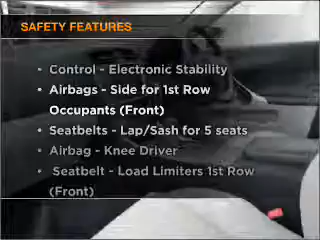 SAFETY FEATURES
• Control - Electronic Stability
• Airbags - Side for 1st Row
Occupants (Front)
• Seatbelts - Lap/Sash for 5 seats
• Airbag - Knee Driver
• Seatbelt - Load Limiters 1st Row
(Front)